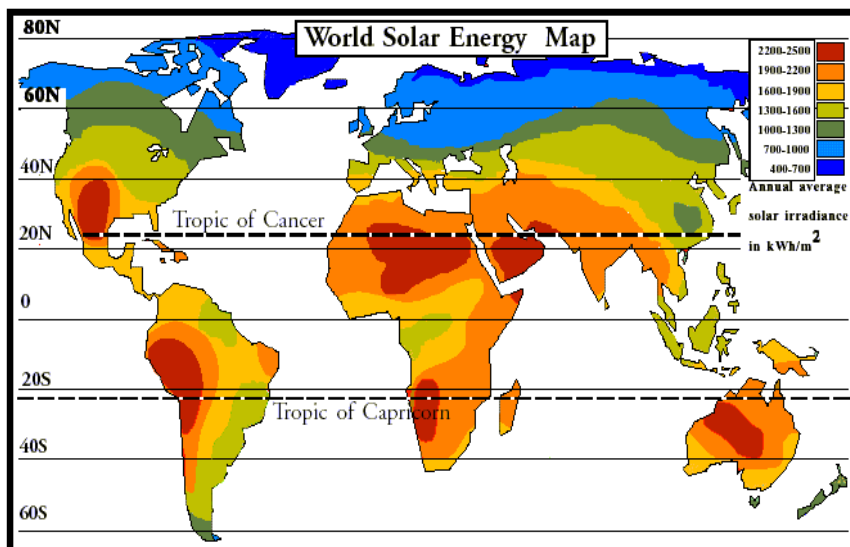 80N
World Solar Energy Map
2200-2500
1900-2200
1600-1900
60N
1300-1600
1000-1300
700-1000
40N
400-700
Annual average
Tropic of Cancer
solar irradiance
20N
in kWh/m2
0
20S
Tropic of Capricorn
40S
60S